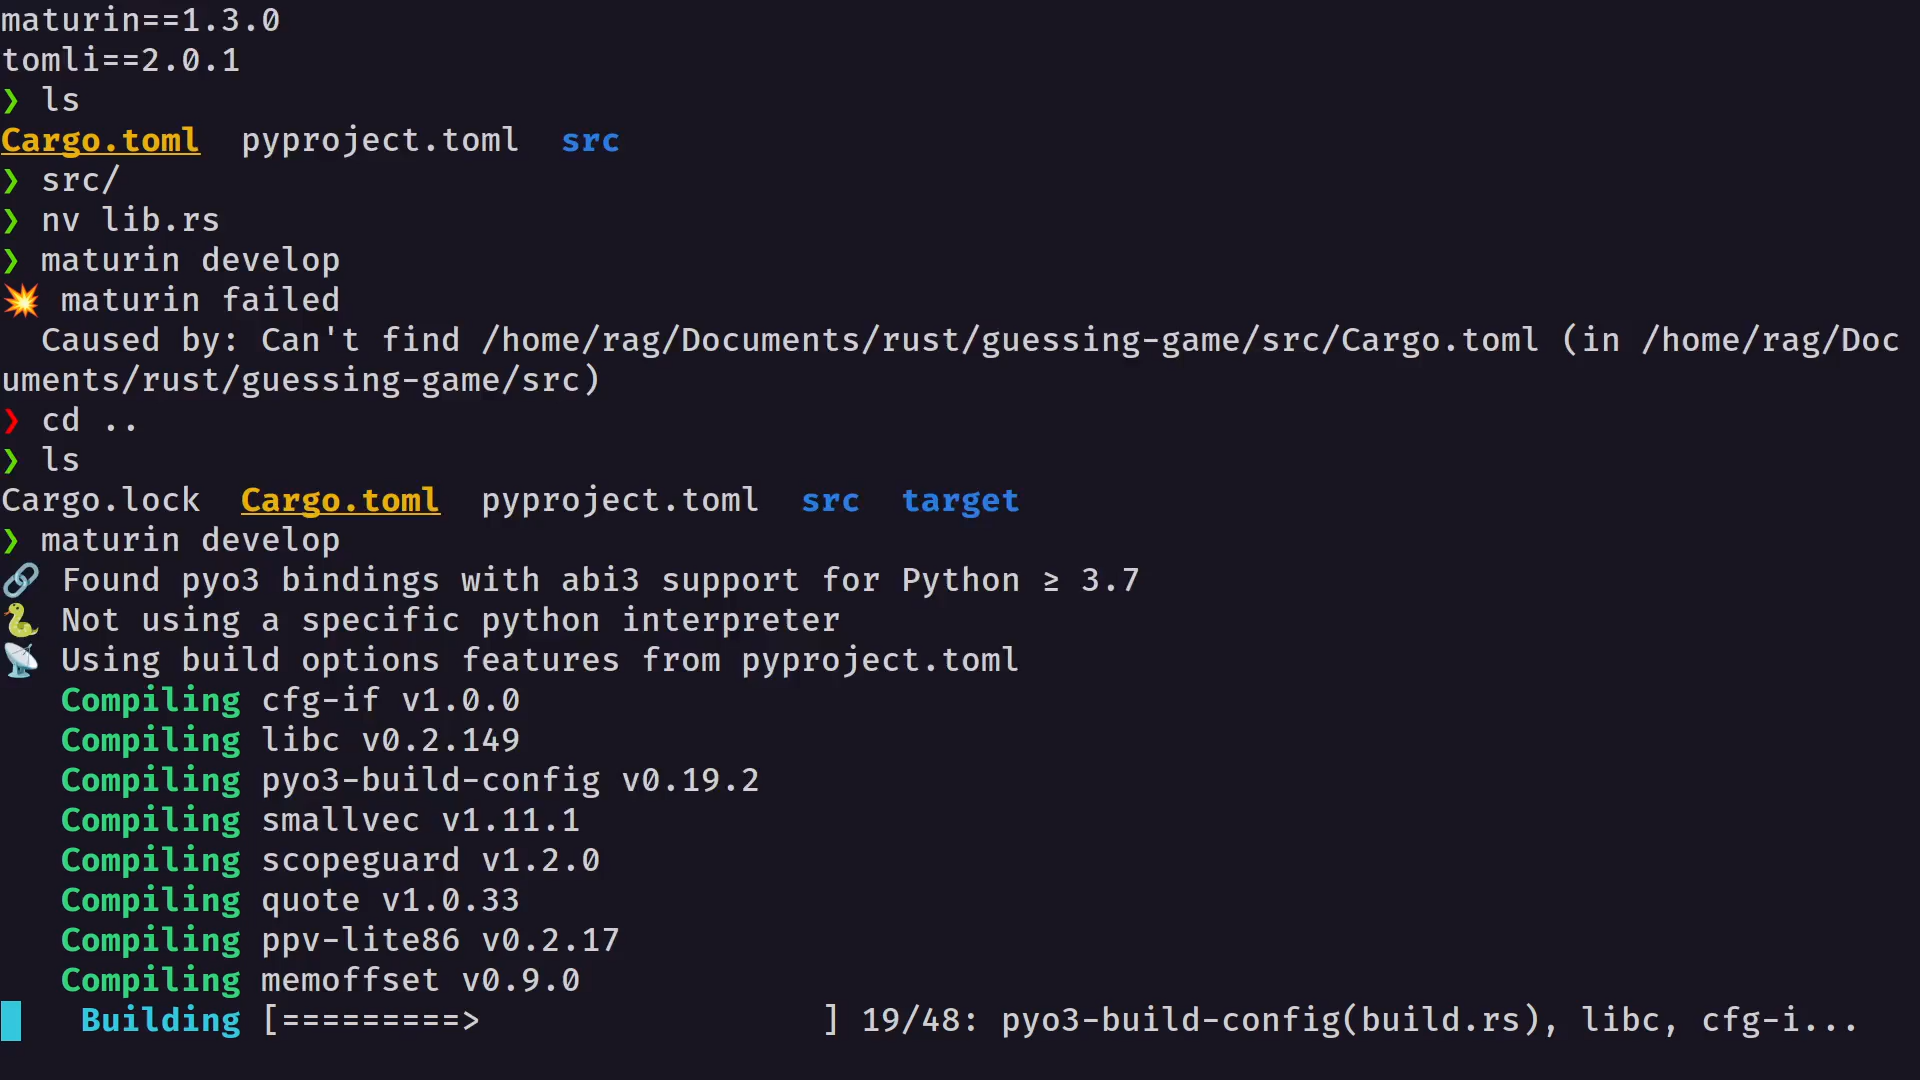 maturin==1.3.0
tomli==2.0.1
❯ ls
Cargo.toml  pyproject.toml  src
❯ src/
❯ nv lib.rs
❯ maturin develop
💥 maturin failed
  Caused by: Can't find /home/rag/Documents/rust/guessing-game/src/Cargo.toml (in /home/rag/Doc
uments/rust/guessing-game/src)
❯ cd ..
❯ ls
Cargo.lock  Cargo.toml  pyproject.toml  src  target
❯ maturin develop
🔗 Found pyo3 bindings with abi3 support for Python ≥ 3.7
🐍 Not using a specific python interpreter
📡 Using build options features from pyproject.toml
   Compiling cfg-if v1.0.0
   Compiling libc v0.2.149
   Compiling pyo3-build-config v0.19.2
   Compiling smallvec v1.11.1
   Compiling scopeguard v1.2.0
   Compiling quote v1.0.33
   Compiling ppv-lite86 v0.2.17
   Compiling memoffset v0.9.0
    Building [=========>                 ] 19/48: pyo3-build-config(build.rs), libc, cfg-i...